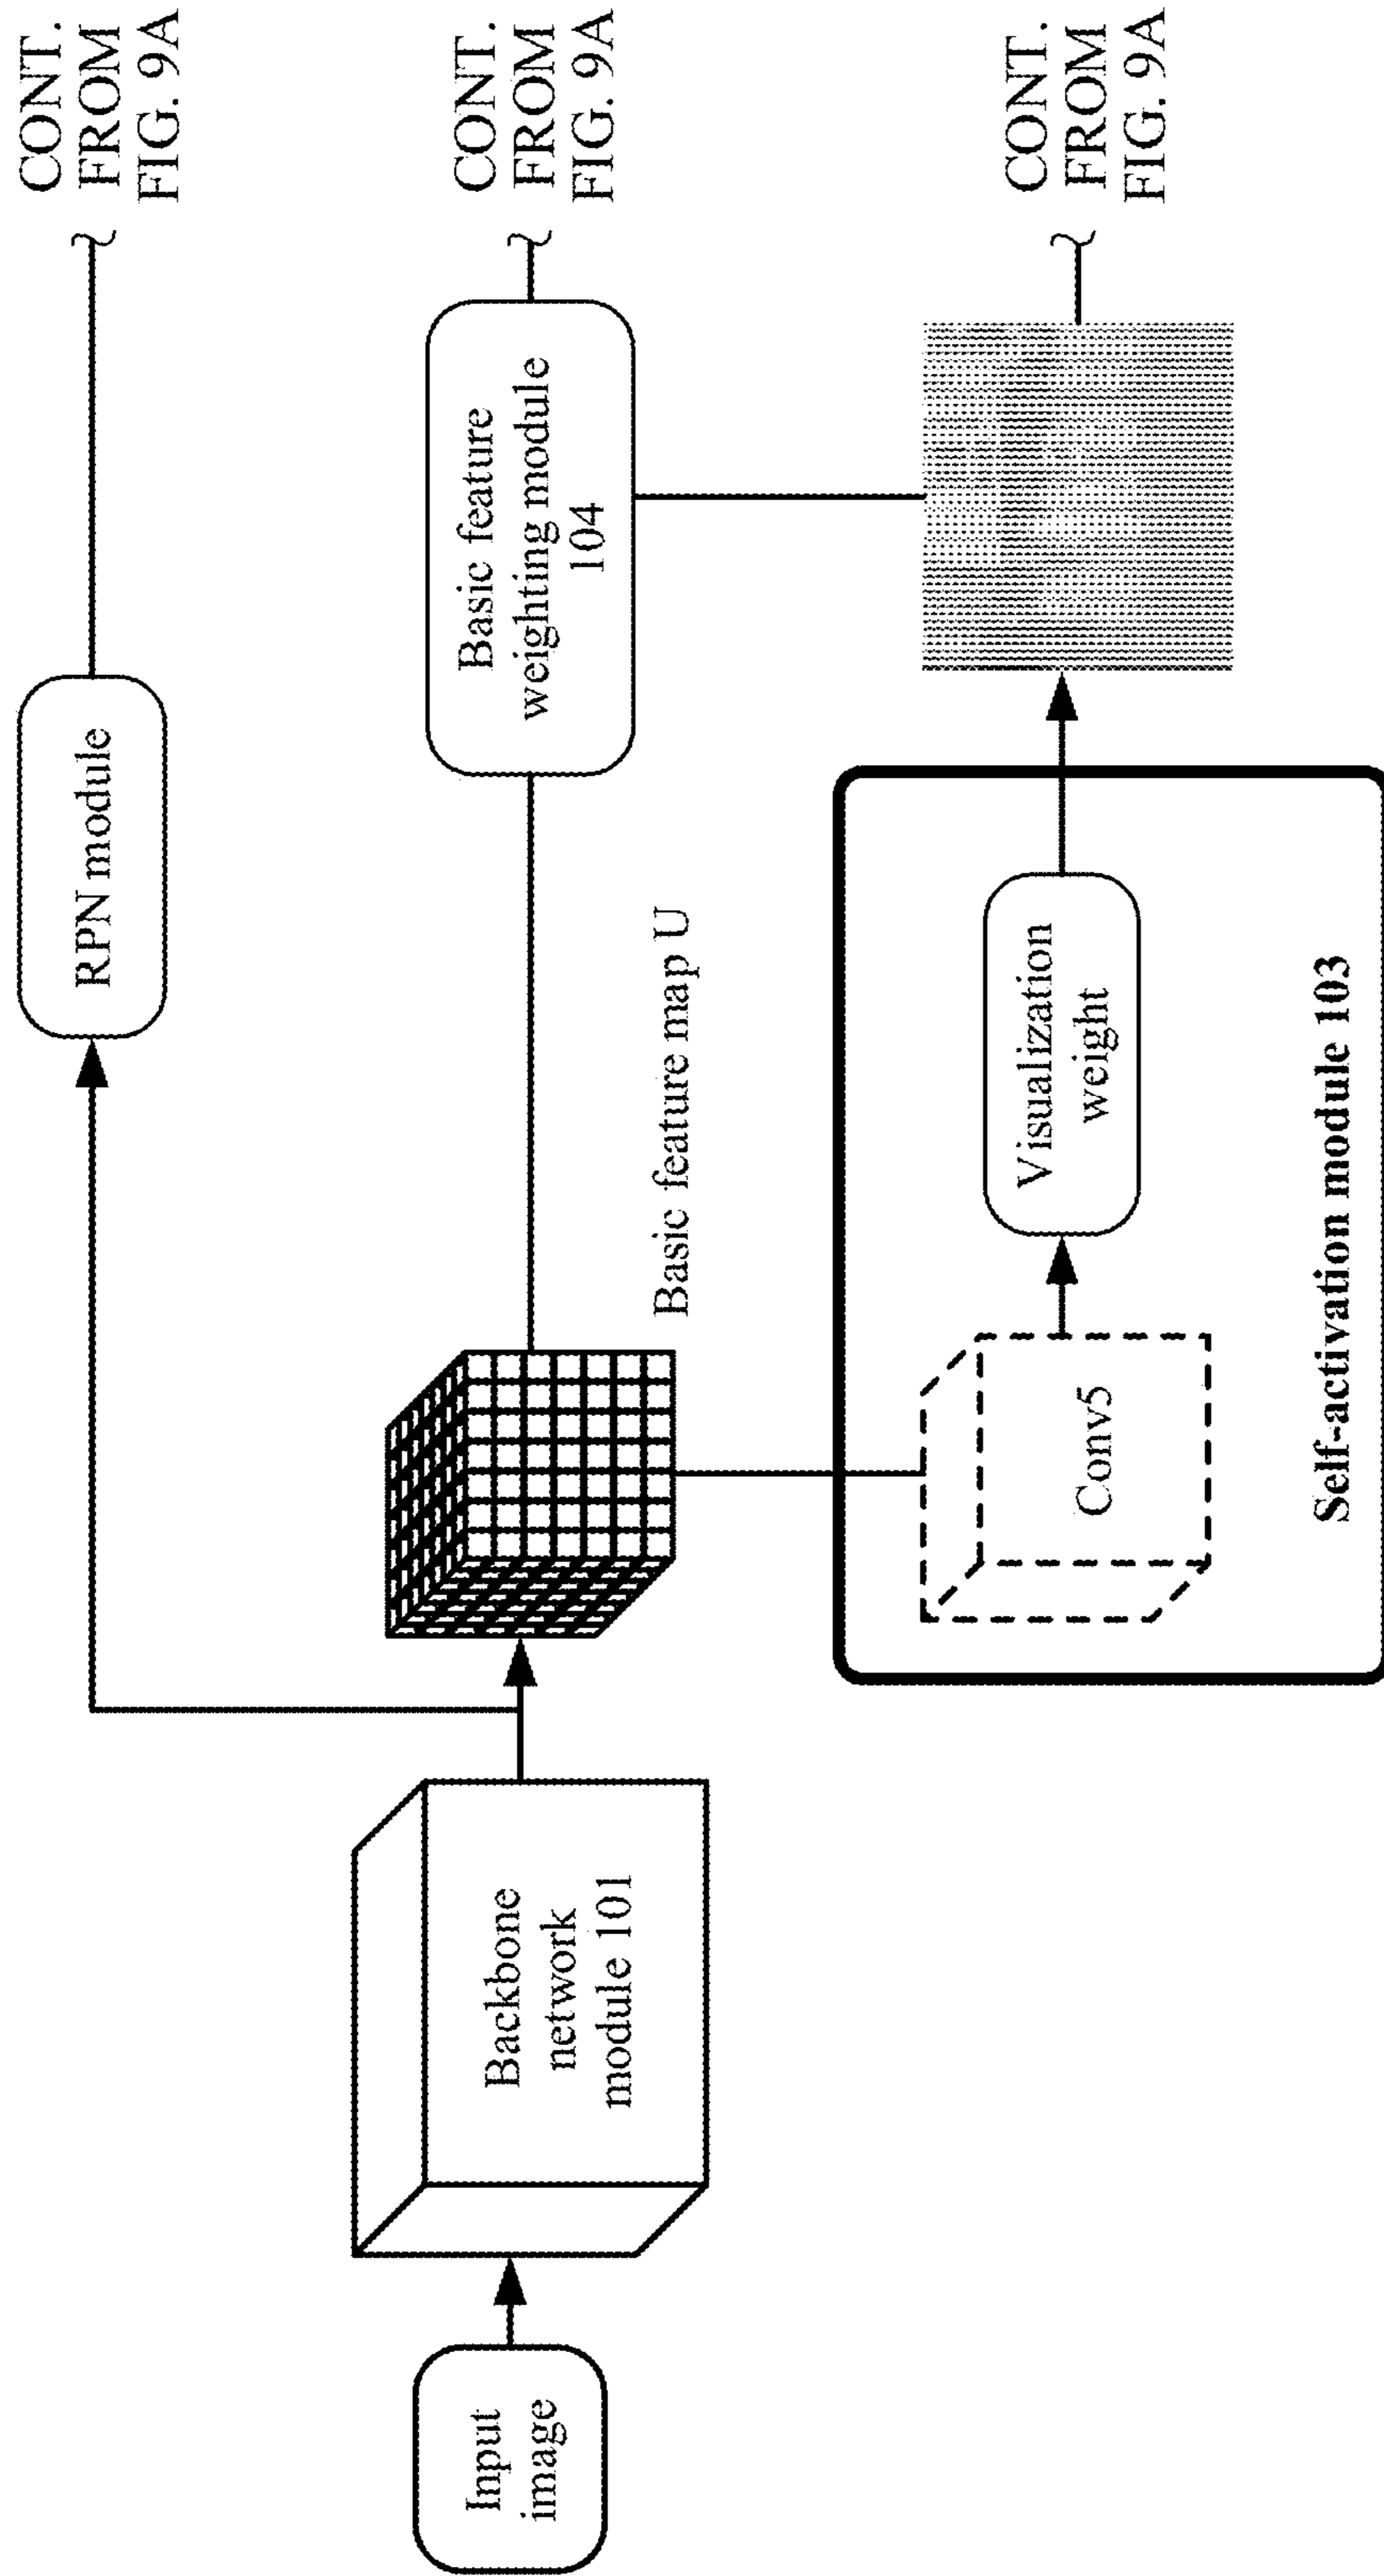 Input
image
Backbone
network
module 101
RPN module
CONT.
FROM
FIG. 9A
Basic feature map U
Basic feature
weighting module
104
CONT.
FROM
FIG. 9A
Conv5
Visualization
weight
Self-activation module 103
CONT.
FROM
FIG. 9A